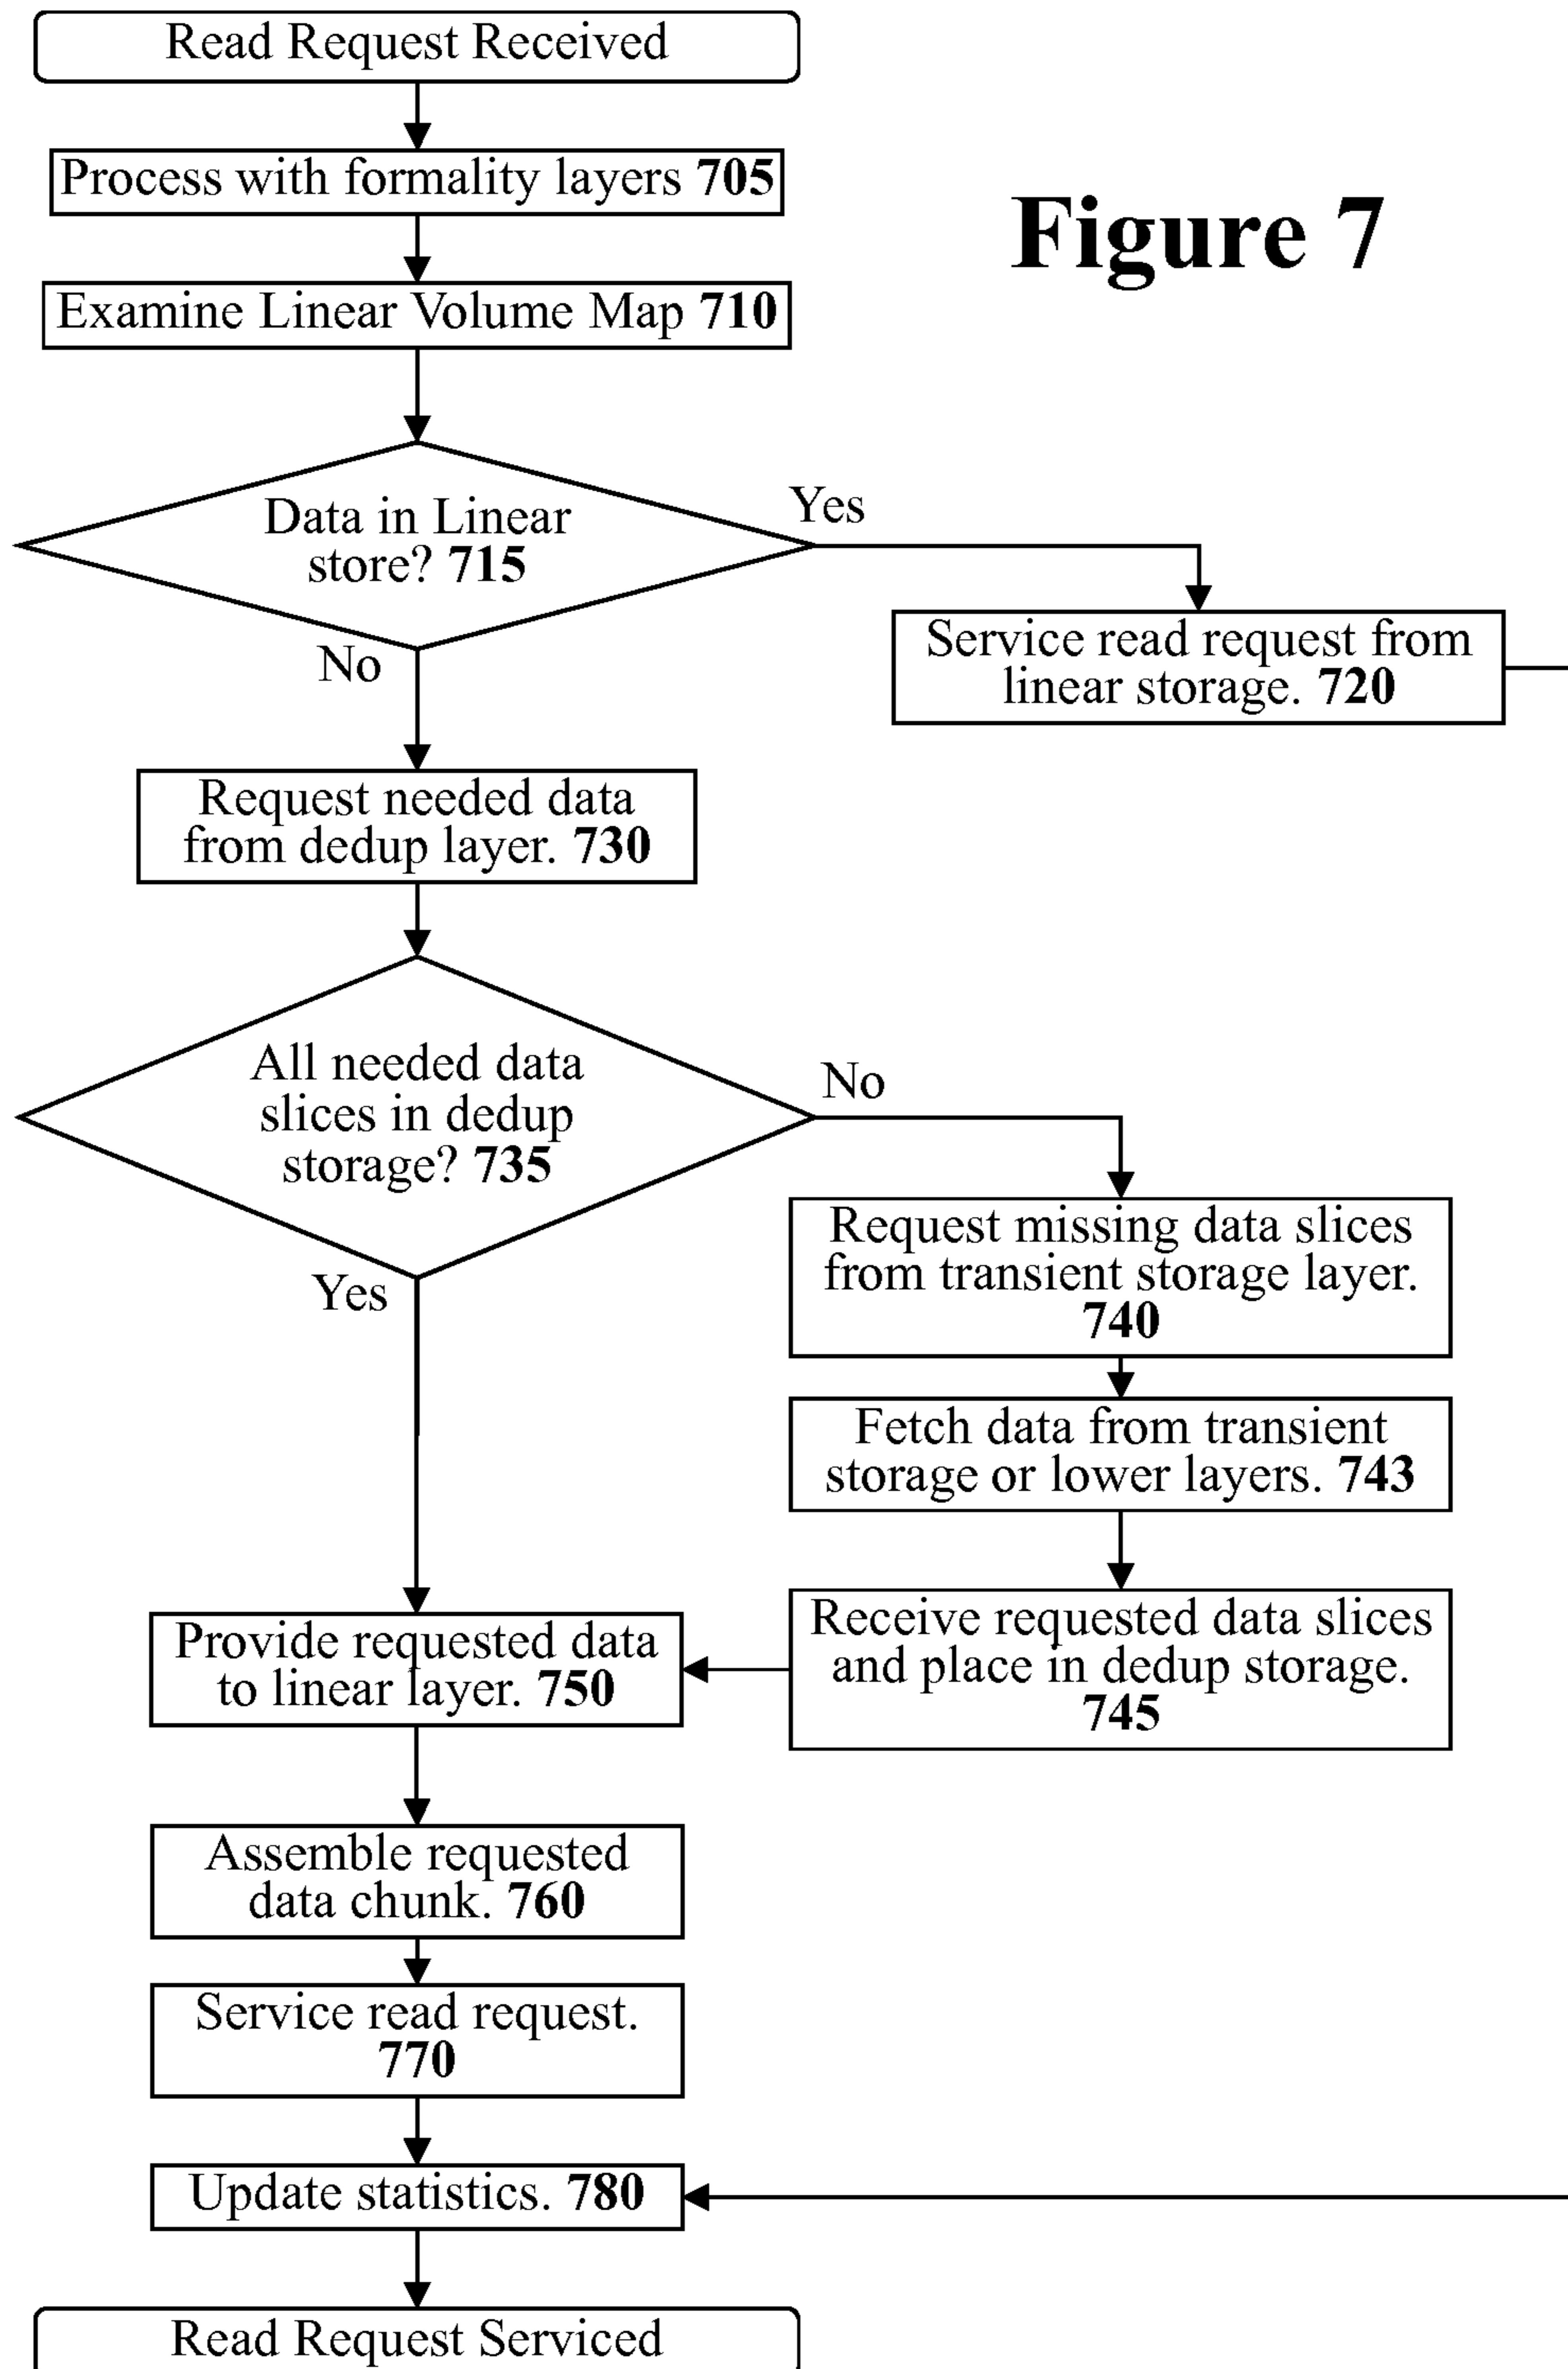 Read Request Received
Process with formality layers 705
Figure 7
Examine Linear Volume Map 710
Data in Linear
store? 715
Yes
No
Service read request from
linear storage. 720
Request needed data
from dedup layer. 730
All needed data
slices in dedup
storage? 735
No
Yes
Request missing data slices
from transient storage layer.
740
Fetch data from transient
storage or lower layers. 743
Receive requested data slices
and place in dedup storage.
745
Provide requested data
to linear layer. 750
Assemble requested
data chunk. 760
Service read request.
770
Update statistics. 780
Read Request Serviced